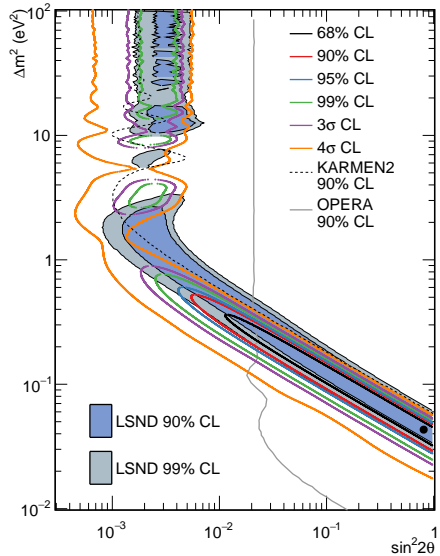 Δm² (eV²)
10²
10
1
10⁻¹
10⁻²
68% CL
90% CL
95% CL
99% CL
3σ CL
4σ CL
KARMEN2
90% CL
OPERA
90% CL
LSND 90% CL
LSND 99% CL
10⁻³
10⁻²
10⁻¹
1
sin²2θ